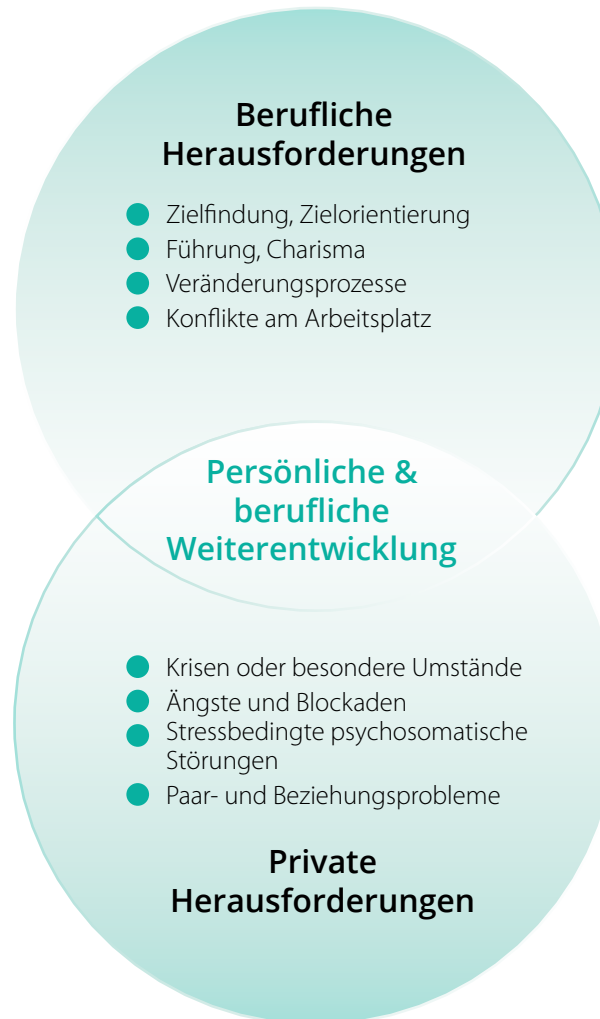 Berufliche
Herausforderungen
Zielfindung, Zielorientierung
Führung, Charisma
Veränderungsprozesse
Konflikte am Arbeitsplatz
Persönliche &
berufliche
Weiterentwicklung
Krisen oder besondere Umstände
Ängste und Blockaden
Stressbedingte psychosomatische
Störungen
Paar- und Beziehungsprobleme
Private
Herausforderungen